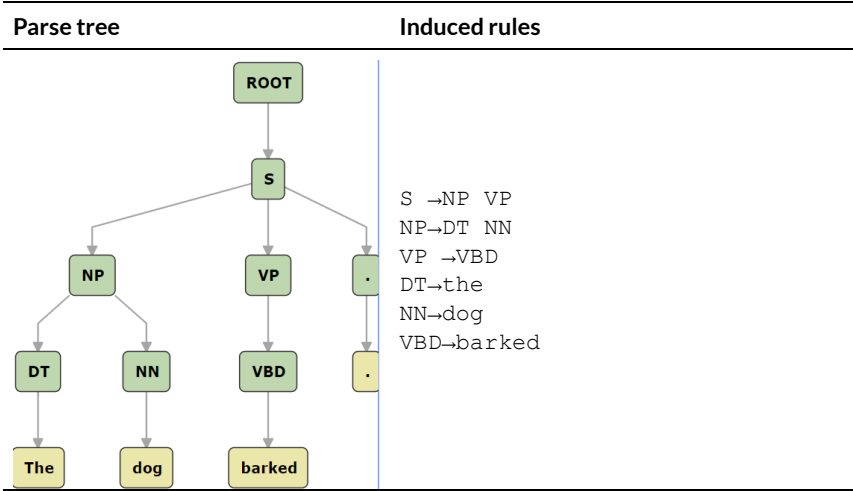 Parse tree Induced rules
ROOT
S
NP VP .
DT NN VBD .
The dog barked
S →NP VP
NP→DT NN
VP →VBD
DT→the
NN→dog
VBD→barked